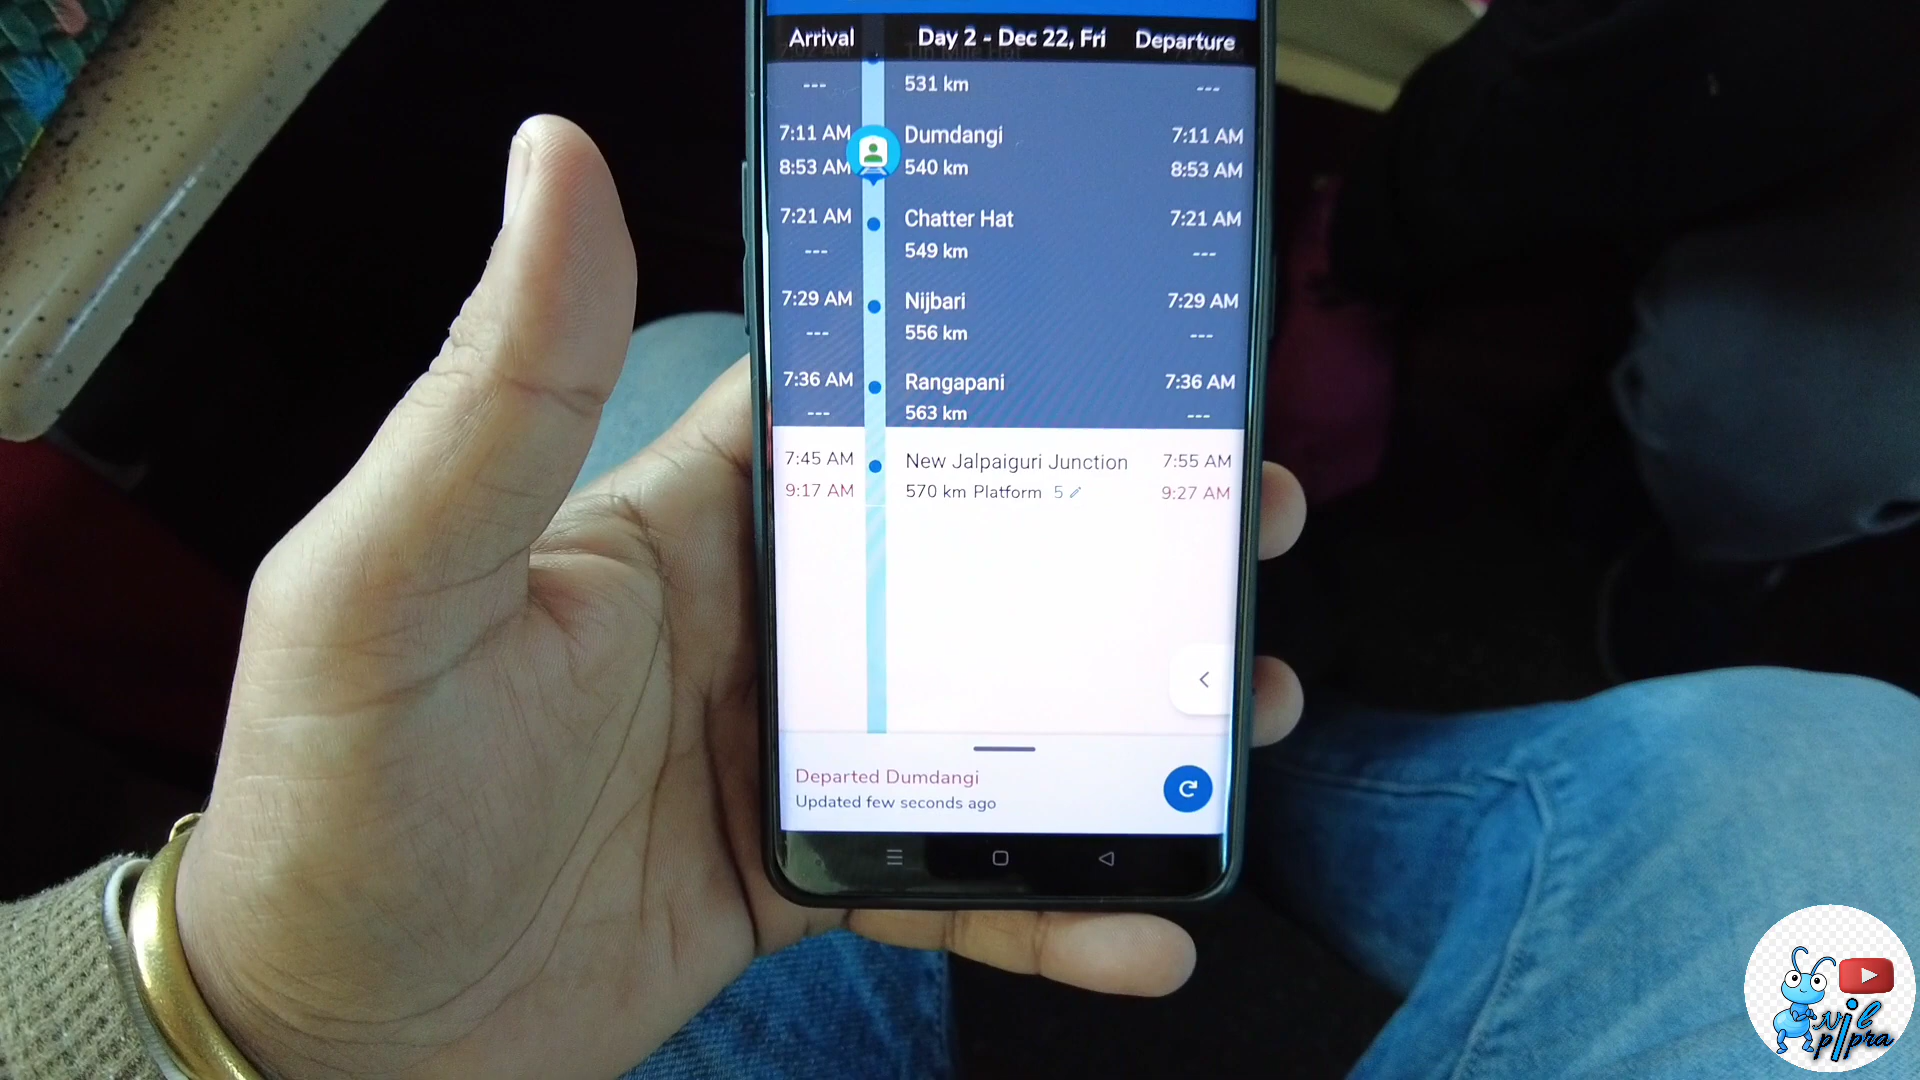 Arrival Day 2 - Dec 22, Fri Departure
--- 531 km ---
7:11 AM Dumdangi 7:11 AM
8:53 AM 540 km 8:53 AM
7:21 AM Chatter Hat 7:21 AM
--- 549 km ---
7:29 AM Nijbari 7:29 AM
--- 556 km ---
7:36 AM Rangapani 7:36 AM
--- 563 km ---
7:45 AM New Jalpaiguri Junction 7:55 AM
9:17 AM 570 km Platform 5 9:27 AM
Departed Dumdangi
Updated few seconds ago
Nil
pipra